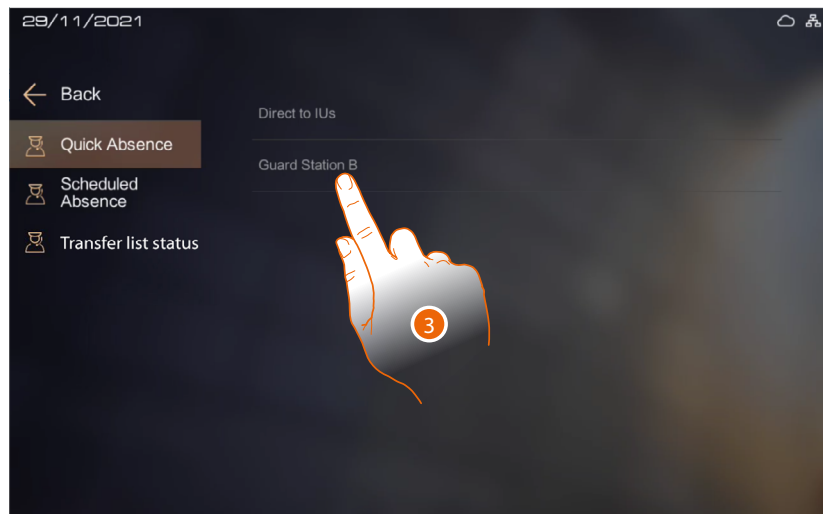 29/11/2021
Back
Quick Absence
Scheduled
Absence
Transfer list status
Direct to IUs
Guard Station B
3